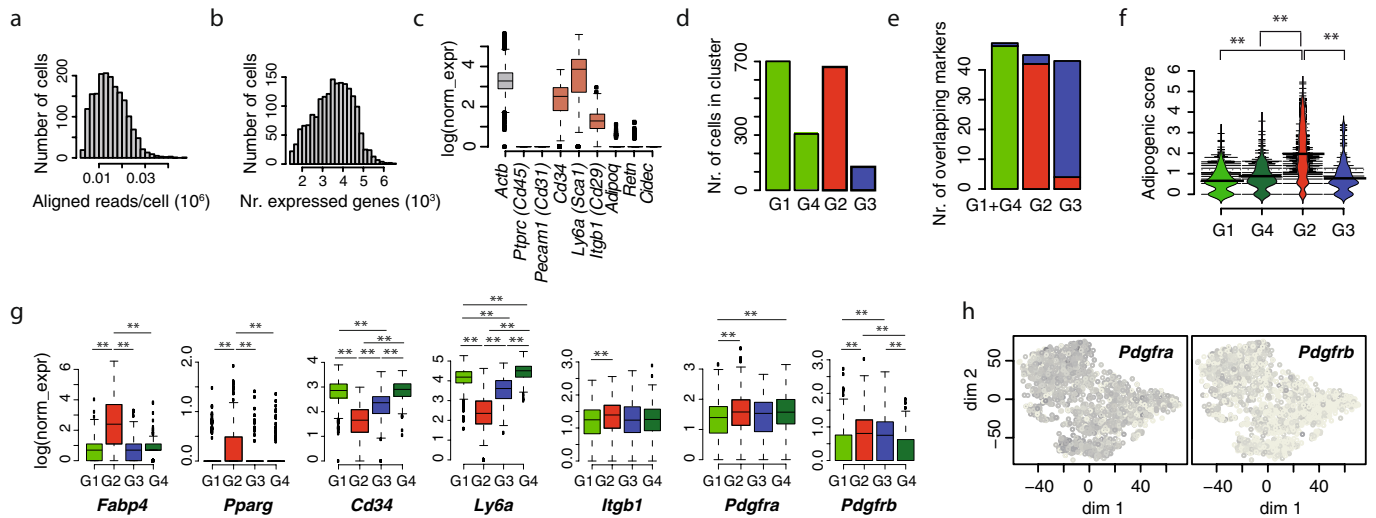 a
Number of cells
200
100
0
0.01 0.03
Aligned reads/cell (10⁶)
b
Number of cells
150
100
50
0
2 3 4 5 6
Nr. expressed genes (10³)
c
log(norm_expr)
4
2
0
Actb
Ptprc (Cd45)
Pecam1 (Cd31)
Cd34
Ly6a (Sca1)
Itgb1 (Cd29)
Adipoq
Retn
Cidec
d
Nr. of cells in cluster
700
300
0
G1 G4 G2 G3
e
Nr. of overlapping markers
40
20
0
G1+G4 G2 G3
f
**
** **
Adipogenic score
6
5
4
3
2
1
0
G1 G4 G2 G3
g
log(norm_expr)
**
** **
6
4
2
0
G1 G2 G3 G4
Fabp4
**
** **
2.0
1.0
0.0
G1 G2 G3 G4
Pparg
**
**
** ** **
4
3
2
1
0
G1 G2 G3 G4
Cd34
**
**
**
** ** **
5
4
3
2
1
0
G1 G2 G3 G4
Ly6a
**
3.0
2.0
1.0
0.0
G1 G2 G3 G4
Itgb1
**
**
4
3
2
1
0
G1 G2 G3 G4
Pdgfra
**
**
** **
3.0
2.0
1.0
0.0
G1 G2 G3 G4
Pdgfrb
h
dim 2
50
0
−50
Pdgfra
−40 0 40
dim 1
Pdgfrb
−40 0 40
dim 1